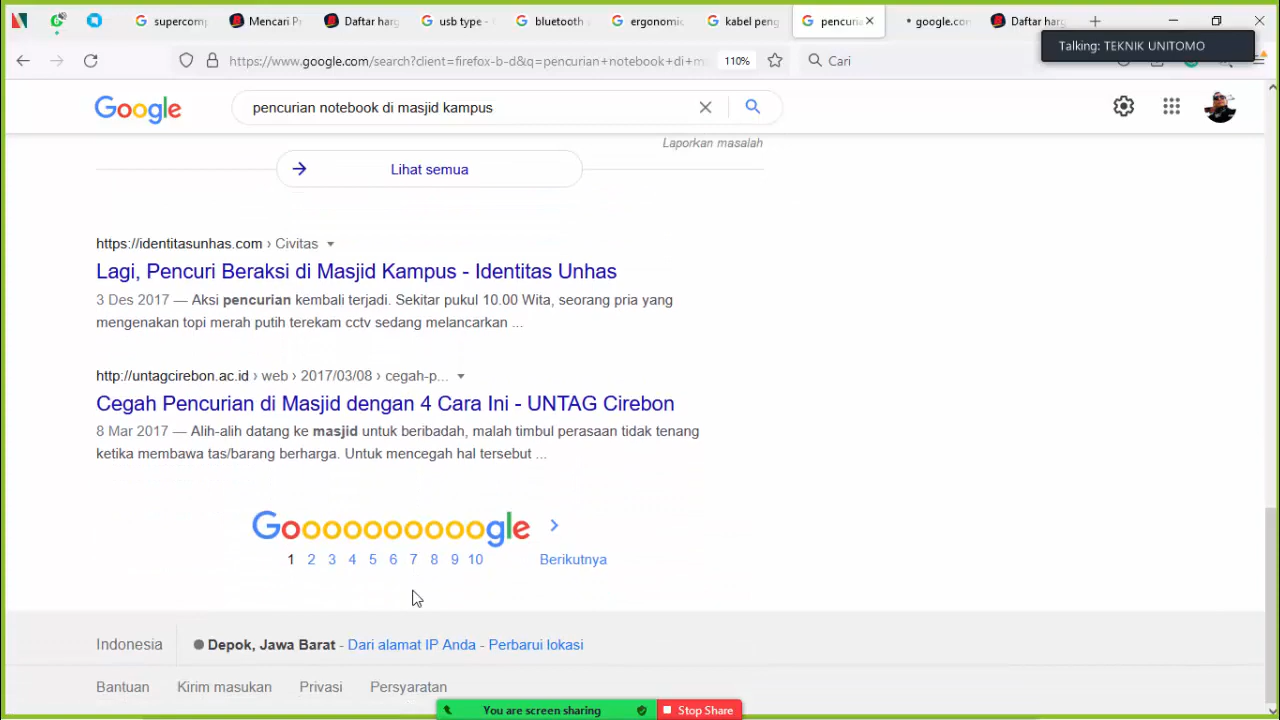 supercom
Mencari Pr
Daftar harg
usb type -
bluetooth
ergonomic
kabel peng
pencuria
google.co
Daftar harg
Talking: TEKNIK UNITOMO
https://www.google.com/search?client=firefox-b-d&q=pencurian+notebook+di+m
110%
Cari
Google
pencurian notebook di masjid kampus
Laporkan masalah
Lihat semua
https://identitasunhas.com › Civitas
Lagi, Pencuri Beraksi di Masjid Kampus - Identitas Unhas
3 Des 2017 — Aksi pencurian kembali terjadi. Sekitar pukul 10.00 Wita, seorang pria yang
mengenakan topi merah putih terekam cctv sedang melancarkan ...
http://untagcirebon.ac.id › web › 2017/03/08 › cegah-p...
Cegah Pencurian di Masjid dengan 4 Cara Ini - UNTAG Cirebon
8 Mar 2017 — Alih-alih datang ke masjid untuk beribadah, malah timbul perasaan tidak tenang
ketika membawa tas/barang berharga. Untuk mencegah hal tersebut ...
Goooooooooogle
1 2 3 4 5 6 7 8 9 10 Berikutnya
Indonesia Depok, Jawa Barat - Dari alamat IP Anda - Perbarui lokasi
Bantuan Kirim masukan Privasi Persyaratan
You are screen sharing Stop Share